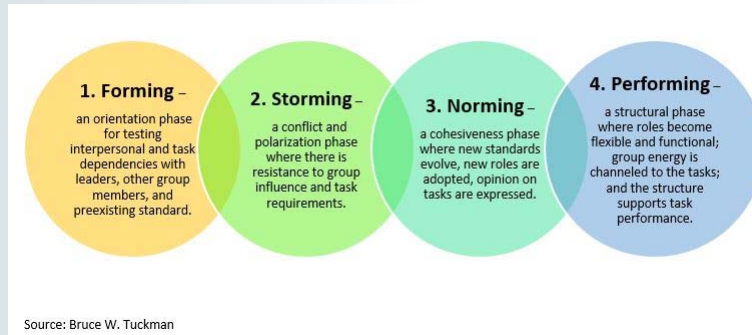 1. Forming –
an orientation phase
for testing
interpersonal and task
dependencies with
leaders, other group
members, and
preexisting standard.
2. Storming –
a conflict and
polarization phase
where there is
resistance to group
influence and task
requirements.
3. Norming –
a cohesiveness phase
where new standards
evolve, new roles are
adopted, opinion on
tasks are expressed.
4. Performing –
a structural phase
where roles become
flexible and functional;
group energy is
channeled to the tasks;
and the structure
supports task
performance.
Source: Bruce W. Tuckman